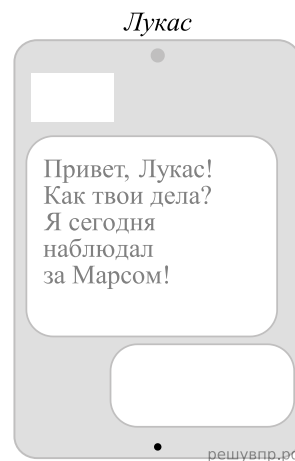 Лукас
Привет, Лукас!
Как твои дела?
Я сегодня
наблюдал
за Марсом!
решувпр.рф